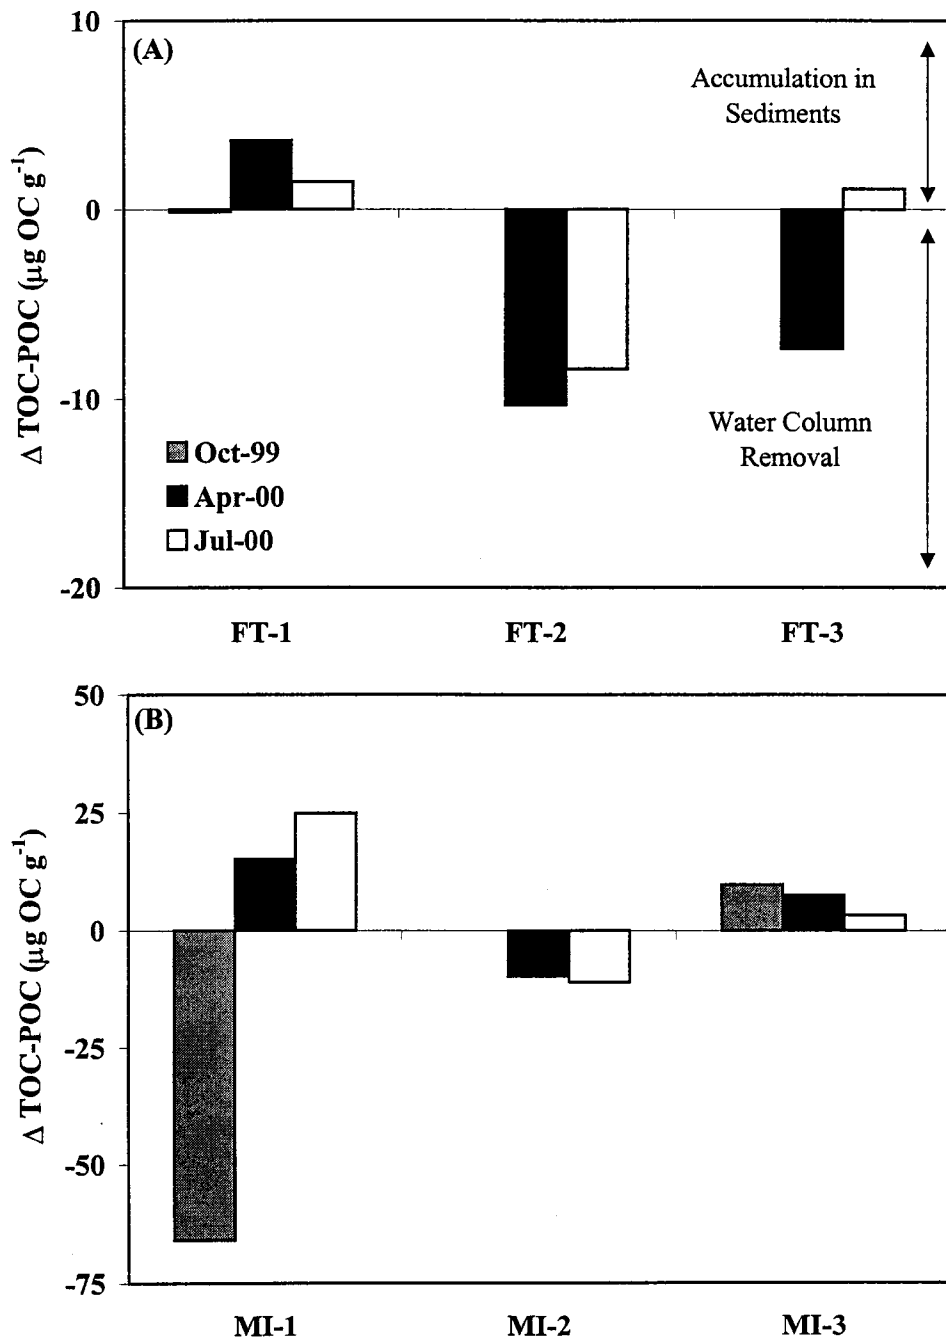 (A)
10
0
-10
-20
Δ TOC-POC (μg OC g⁻¹)
Accumulation in
Sediments
Water Column
Removal
Oct-99
Apr-00
Jul-00
FT-1 FT-2 FT-3
(B)
50
25
0
-25
-50
-75
Δ TOC-POC (μg OC g⁻¹)
MI-1 MI-2 MI-3